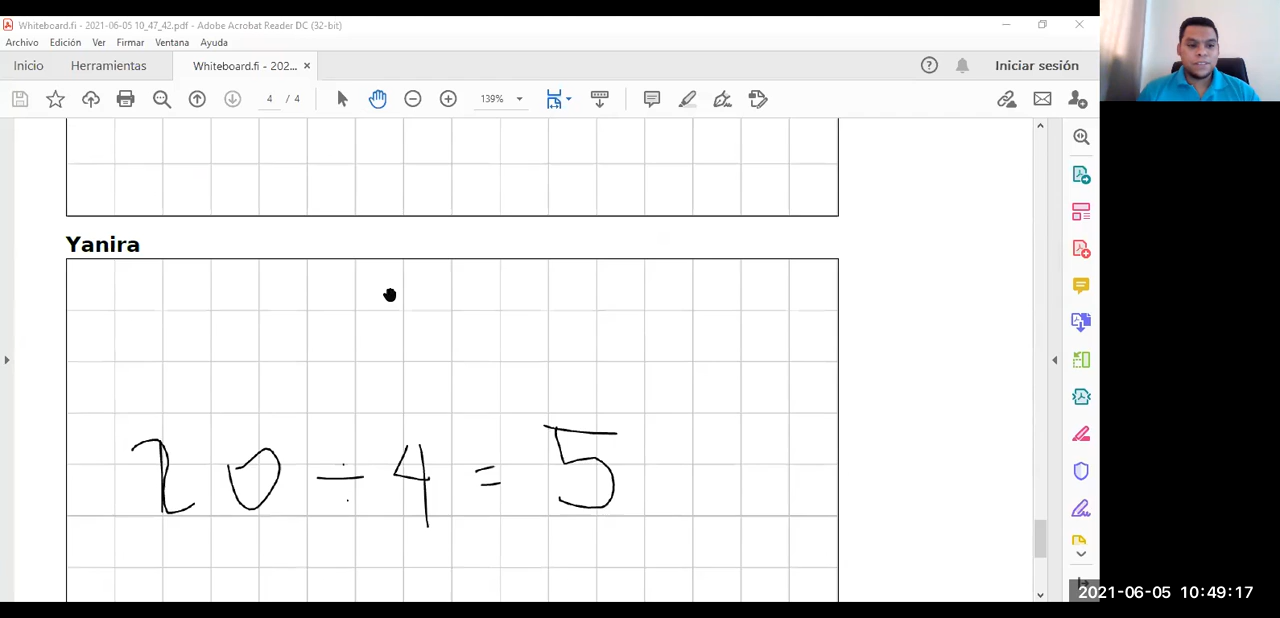 Whiteboard.fi - 2021-06-05 10_47_42.pdf - Adobe Acrobat Reader DC (32-bit)
Archivo Edición Ver Firmar Ventana Ayuda
Inicio Herramientas Whiteboard.fi - 202... × Iniciar sesión
4 / 4 139%
Yanira
20 ÷ 4 = 5
2021-06-05 10:49:17